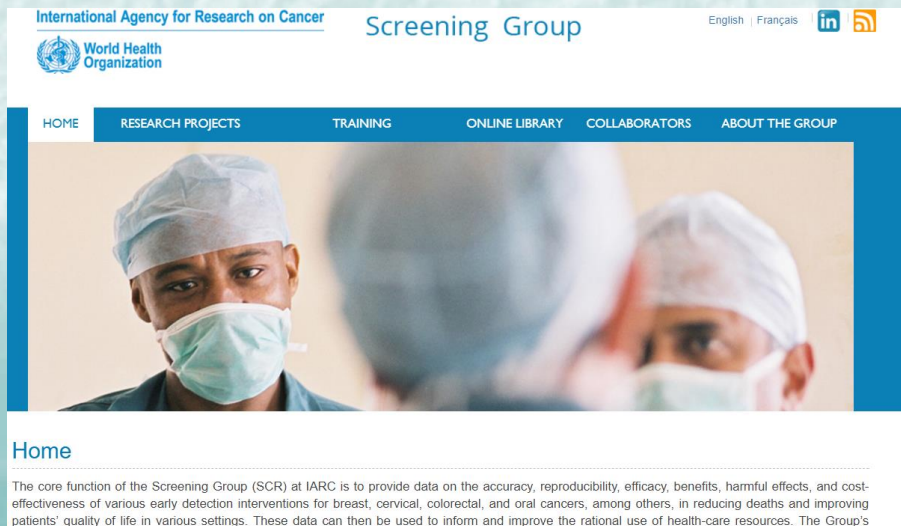 International Agency for Research on Cancer
World Health
Organization
Screening Group
English | Français
in
HOME RESEARCH PROJECTS TRAINING ONLINE LIBRARY COLLABORATORS ABOUT THE GROUP
Home
The core function of the Screening Group (SCR) at IARC is to provide data on the accuracy, reproducibility, efficacy, benefits, harmful effects, and cost-
effectiveness of various early detection interventions for breast, cervical, colorectal, and oral cancers, among others, in reducing deaths and improving
patients' quality of life in various settings. These data can then be used to inform and improve the rational use of health-care resources. The Group's